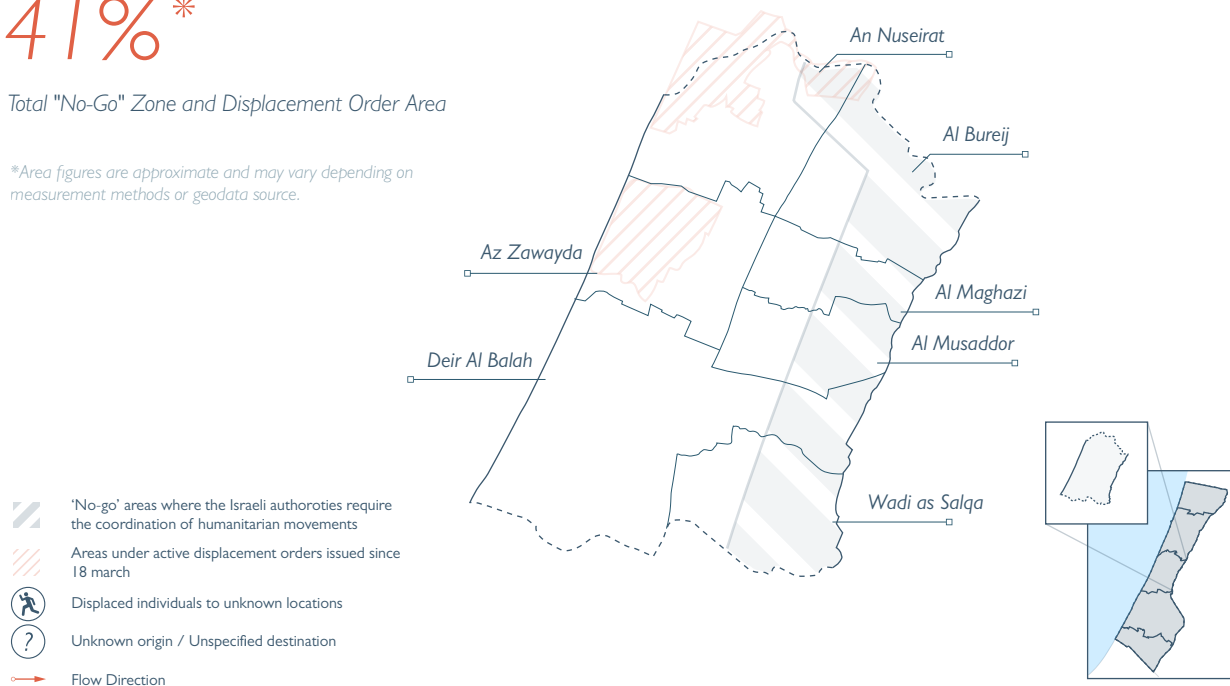 41%*
Total "No-Go" Zone and Displacement Order Area
*Area figures are approximate and may vary depending on
measurement methods or geodata source.
An Nuseirat
Al Bureij
Az Zawayda
Al Maghazi
Al Musaddor
Deir Al Balah
Wadi as Salqa
‘No-go’ areas where the Israeli authoroties require
the coordination of humanitarian movements
Areas under active displacement orders issued since
18 march
Displaced individuals to unknown locations
?
Unknown origin / Unspecified destination
Flow Direction